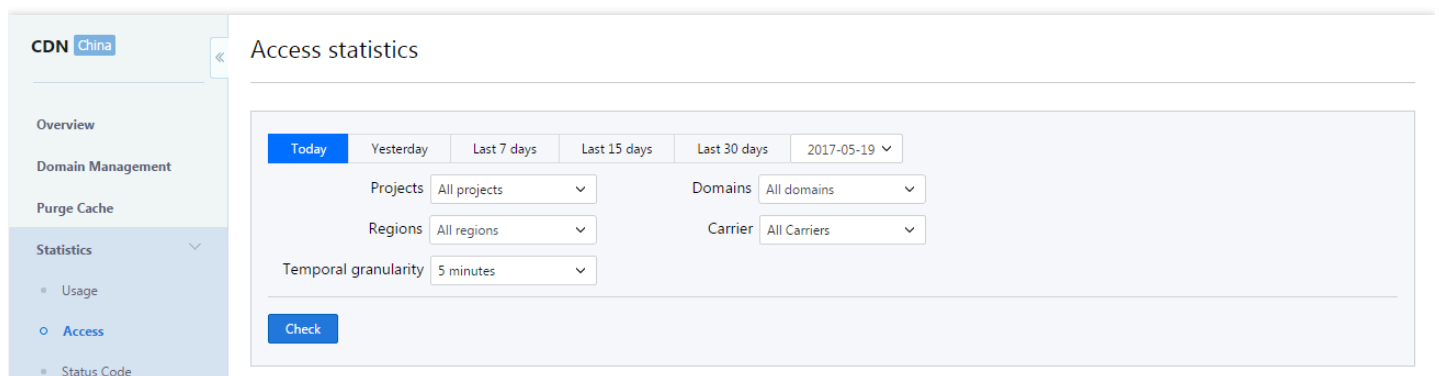 CDN China
Access statistics
Overview
Domain Management
Purge Cache
Statistics
Usage
Access
Status Code
Today Yesterday Last 7 days Last 15 days Last 30 days 2017-05-19
Projects All projects Domains All domains
Regions All regions Carrier All Carriers
Temporal granularity 5 minutes
Check